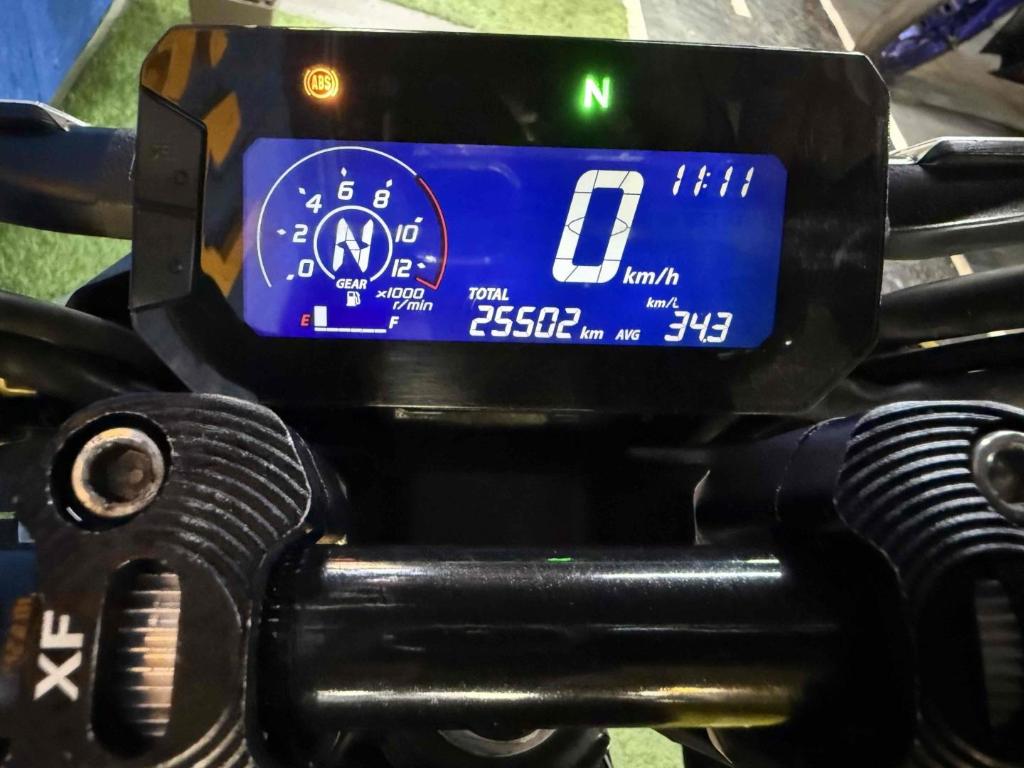 ABS
N
0
11:11
km/h
0 2 4 6 8 10 12
N
GEAR
x1000
r/min
E F
TOTAL
25502 km
AVG
km/L
34.3
XF